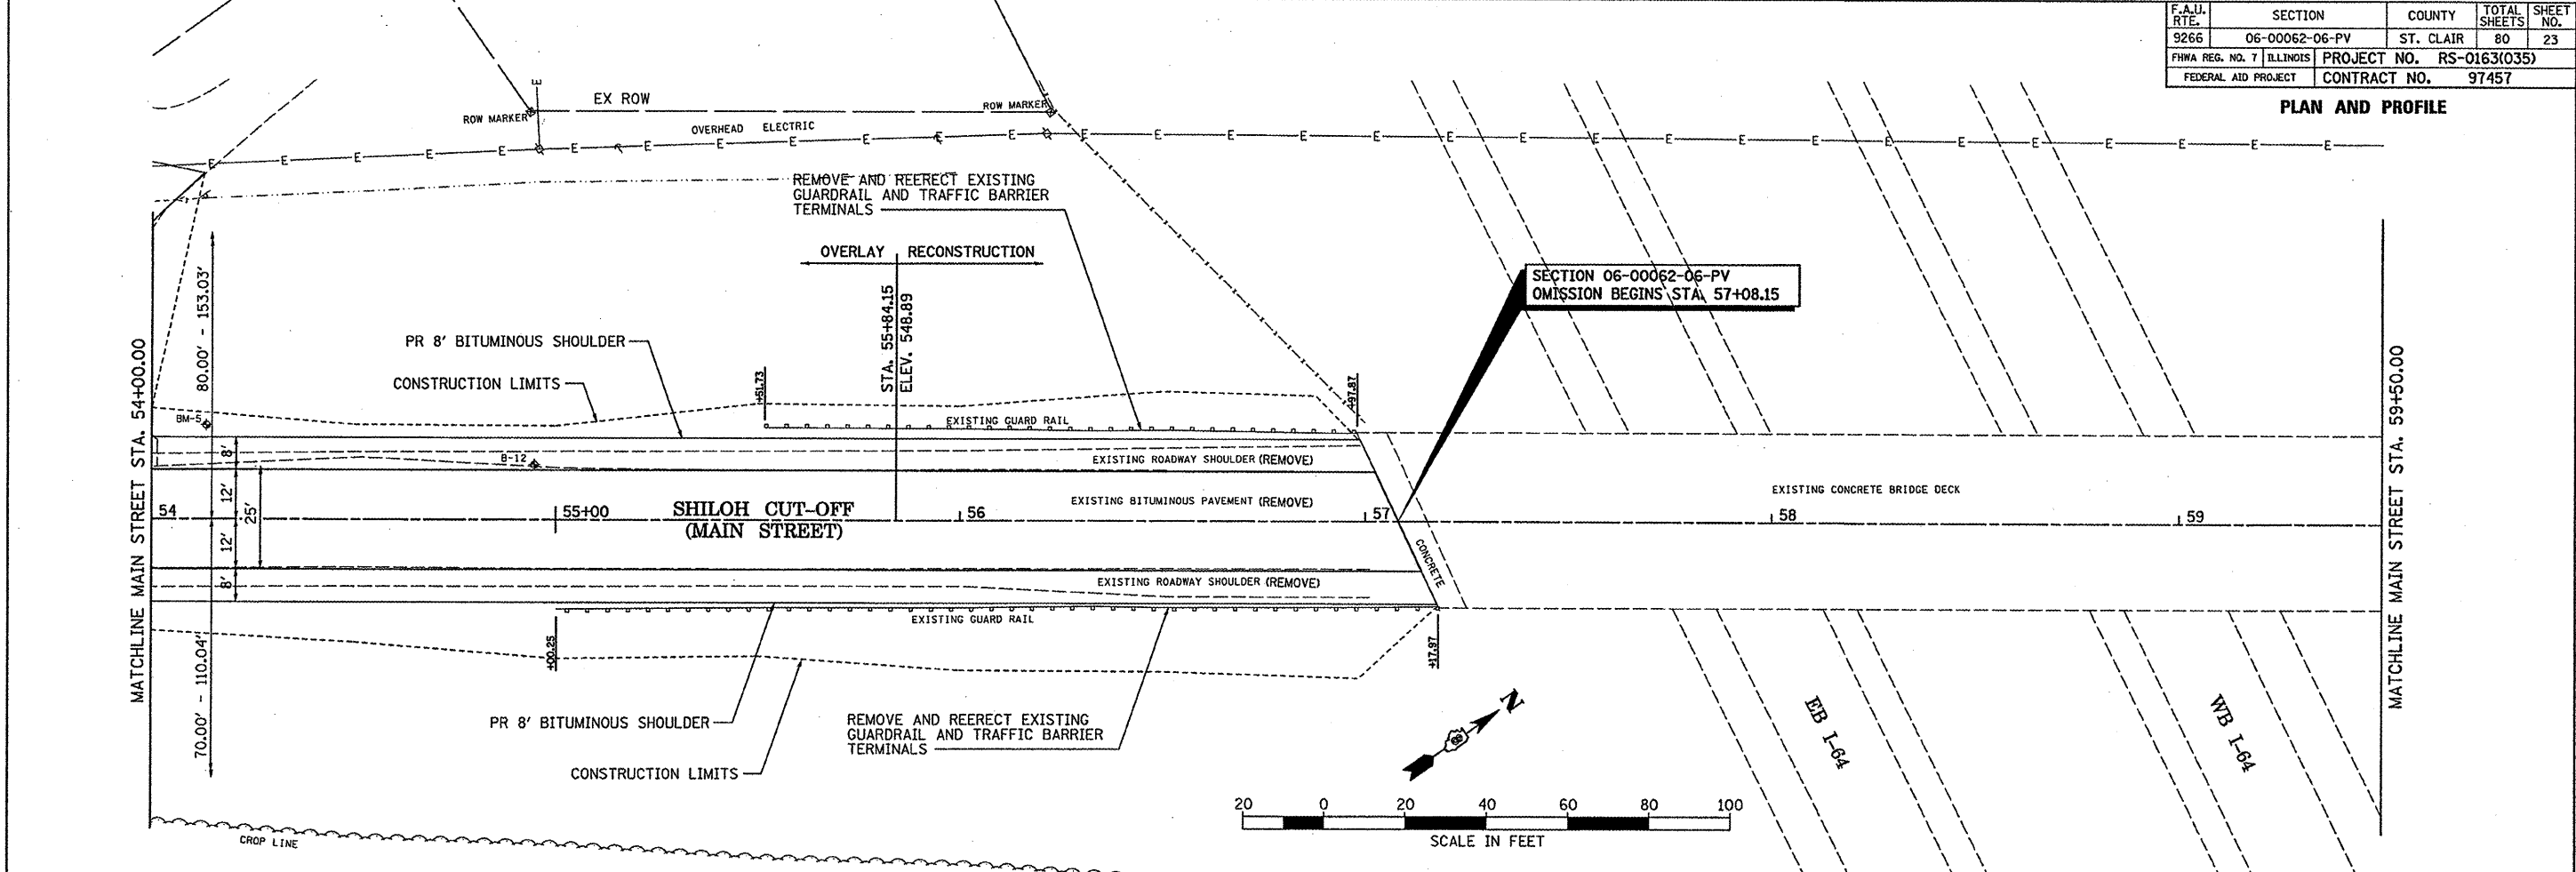 F.A.U. RTE. SECTION COUNTY TOTAL SHEETS SHEET NO.
9266 06-00062-06-PV ST. CLAIR 80 23
FHWA REG. NO. 7 ILLINOIS PROJECT NO. RS-0163(035)
FEDERAL AID PROJECT CONTRACT NO. 97457
PLAN AND PROFILE
E
EX ROW
ROW MARKER
ROW MARKER
OVERHEAD ELECTRIC
E E E E E E E E E E E E E E E E E E E E E E E E E E E E E E
REMOVE AND REERECT EXISTING
GUARDRAIL AND TRAFFIC BARRIER
TERMINALS
OVERLAY RECONSTRUCTION
STA. 55+84.15
ELEV. 548.89
SECTION 06-00062-06-PV
OMISSION BEGINS STA. 57+08.15
80.00' - 153.03'
PR 8' BITUMINOUS SHOULDER
CONSTRUCTION LIMITS
+51.73
+97.87
MATCHLINE MAIN STREET STA. 54+00.00
MATCHLINE MAIN STREET STA. 59+50.00
BM-5
EXISTING GUARD RAIL
8'
B-12
EXISTING ROADWAY SHOULDER (REMOVE)
12'
25'
EXISTING BITUMINOUS PAVEMENT (REMOVE)
EXISTING CONCRETE BRIDGE DECK
54 55+00 56 57 58 59
SHILOH CUT-OFF
(MAIN STREET)
12'
CONCRETE
8'
EXISTING ROADWAY SHOULDER (REMOVE)
EXISTING GUARD RAIL
+00.25
+17.97
70.00' - 110.04'
PR 8' BITUMINOUS SHOULDER
REMOVE AND REERECT EXISTING
GUARDRAIL AND TRAFFIC BARRIER
TERMINALS
CONSTRUCTION LIMITS
N
EB I-64
WB I-64
20 0 20 40 60 80 100
SCALE IN FEET
CROP LINE